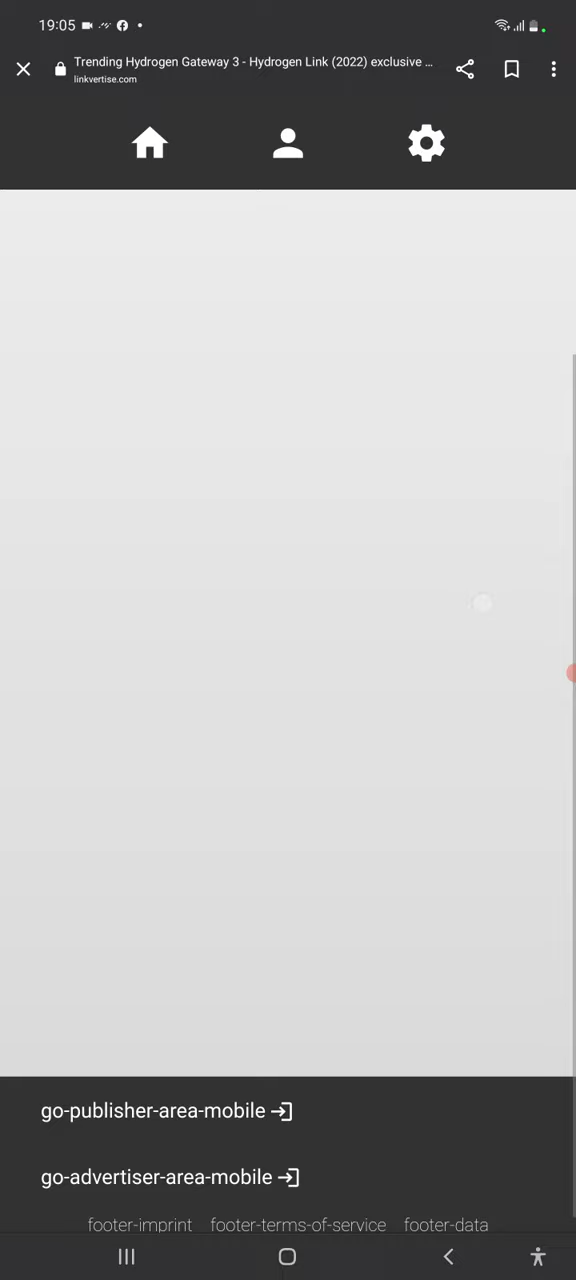 19:05
Trending Hydrogen Gateway 3 - Hydrogen Link (2022) exclusive ...
linkvertise.com
go-publisher-area-mobile
go-advertiser-area-mobile
footer-imprint footer-terms-of-service footer-data